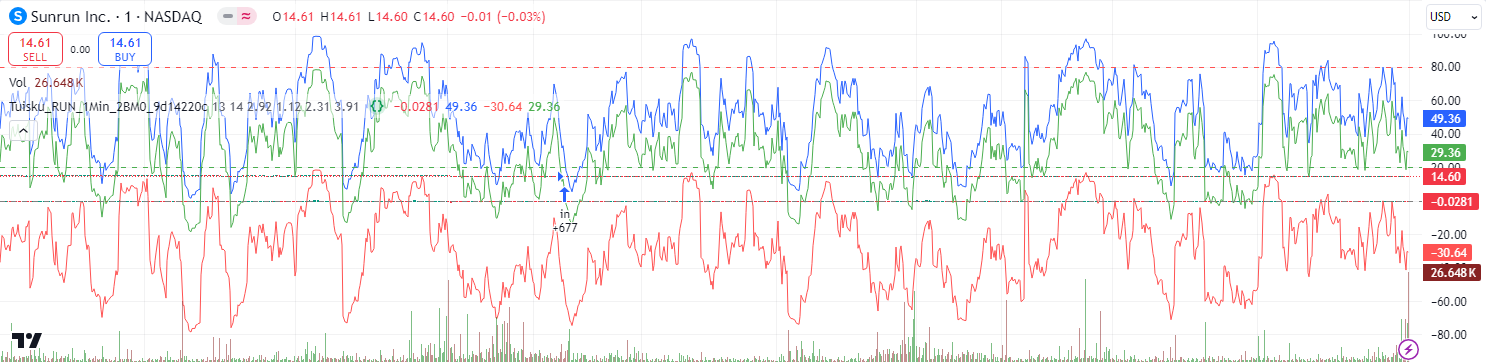 S Sunrun Inc. · 1 · NASDAQ O14.61 H14.61 L14.60 C14.60 −0.01 (−0.03%)
USD
14.61 SELL
0.00
14.61 BUY
Vol 26.648 K
Tuisku_RUN_1Min_2BM0_9d14220c 13 14 2.92 1.12 2.31 3.91 −0.0281 49.36 −30.64 29.36
in
+677
100.00
80.00
60.00
49.36
40.00
29.36
20.00
14.60
−0.0281
−20.00
−30.64
26.648 K
−60.00
−80.00